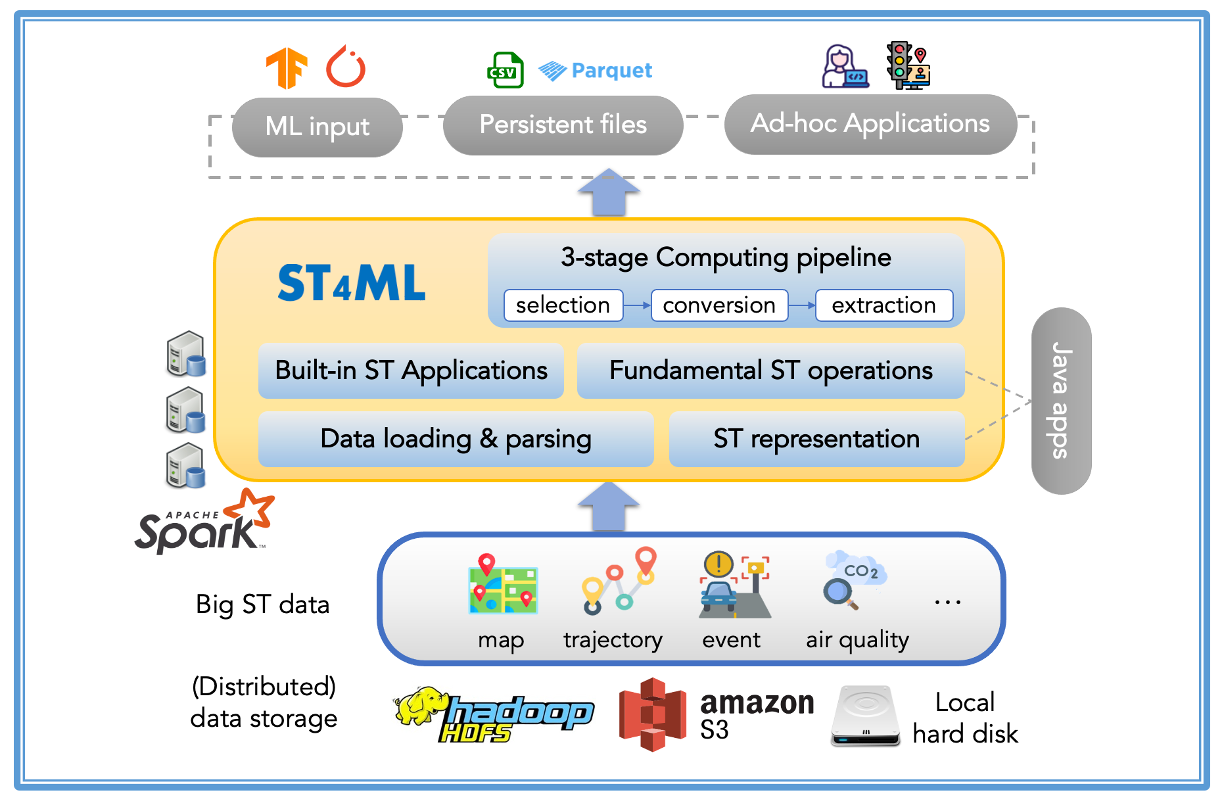 CSV
Parquet
ML input
Persistent files
Ad-hoc Applications
ST4ML
3-stage Computing pipeline
selection
conversion
extraction
Built-in ST Applications
Fundamental ST operations
Data loading & parsing
ST representation
Java apps
APACHE
Spark™
Big ST data
CO2
...
map
trajectory
event
air quality
(Distributed)
data storage
hadoop
HDFS
amazon
S3
Local
hard disk